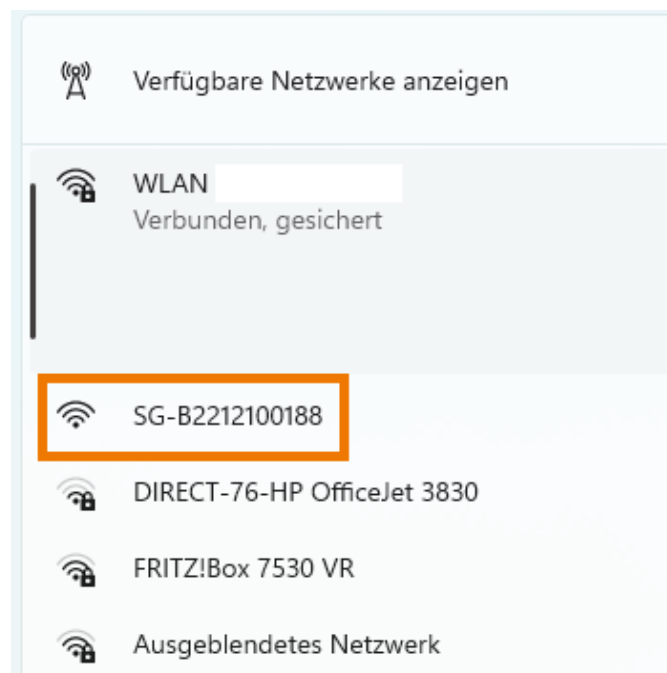 Verfügbare Netzwerke anzeigen
WLAN
Verbunden, gesichert
SG-B2212100188
DIRECT-76-HP OfficeJet 3830
FRITZ!Box 7530 VR
Ausgeblendetes Netzwerk